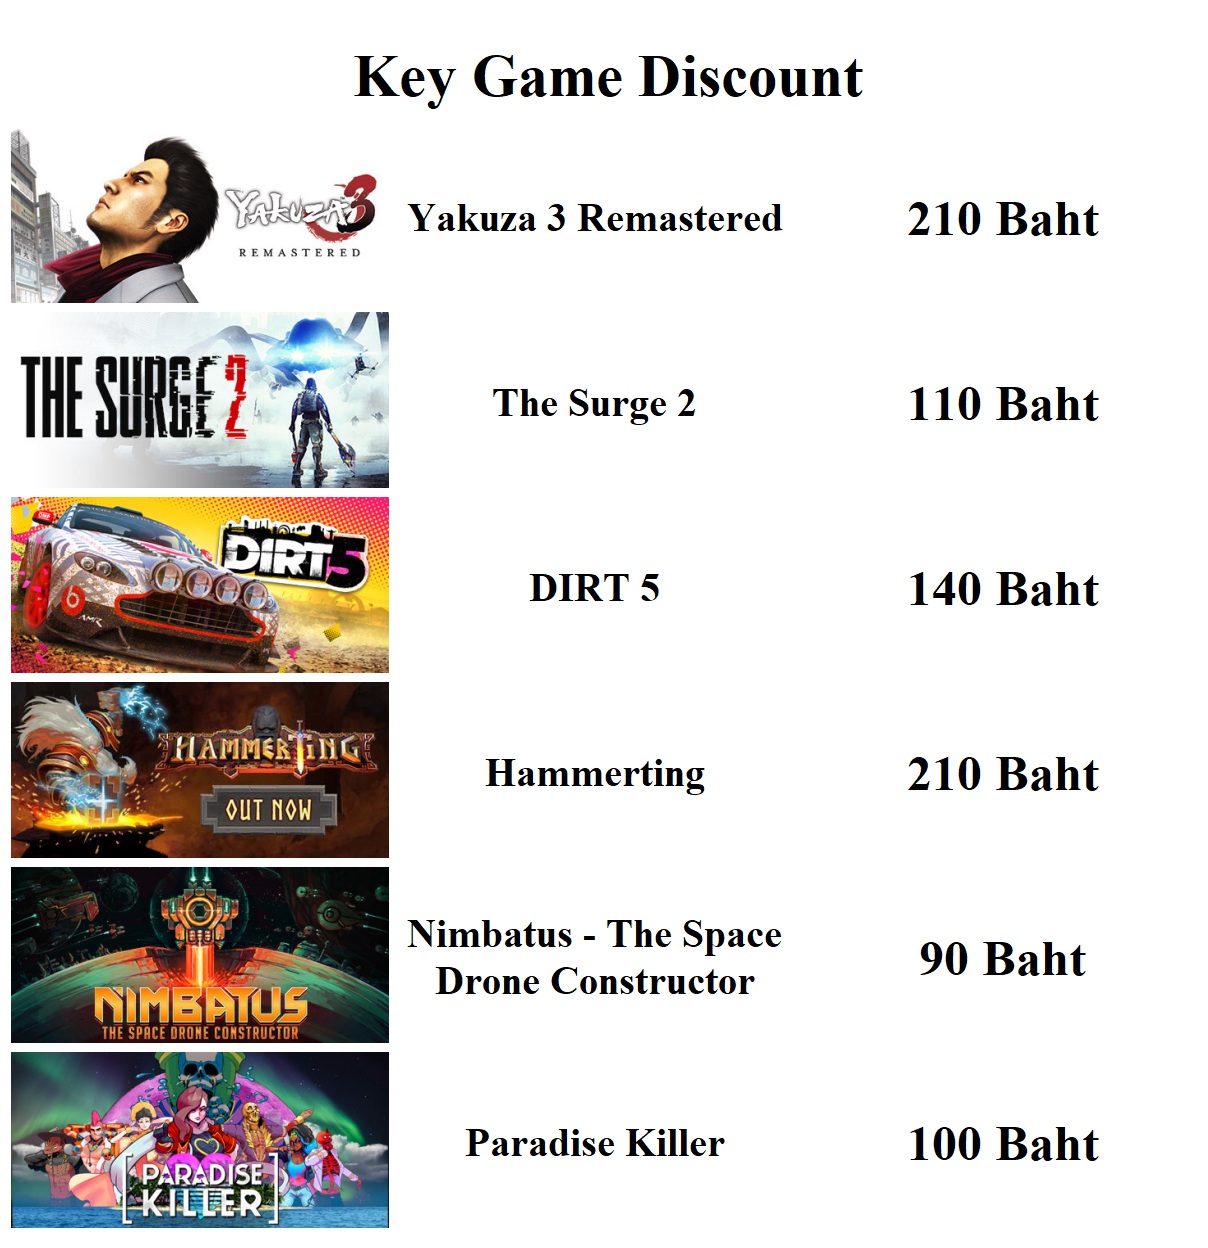 Key Game Discount
YAKUZA 3
REMASTERED
Yakuza 3 Remastered
210 Baht
THE SURGE 2
The Surge 2
110 Baht
DIRT 5
6
AMR
DIRT 5
140 Baht
HAMMERTING
OUT NOW
Hammerting
210 Baht
NIMBATUS
THE SPACE DRONE CONSTRUCTOR
Nimbatus - The Space
Drone Constructor
90 Baht
PARADISE
KILLER
Paradise Killer
100 Baht